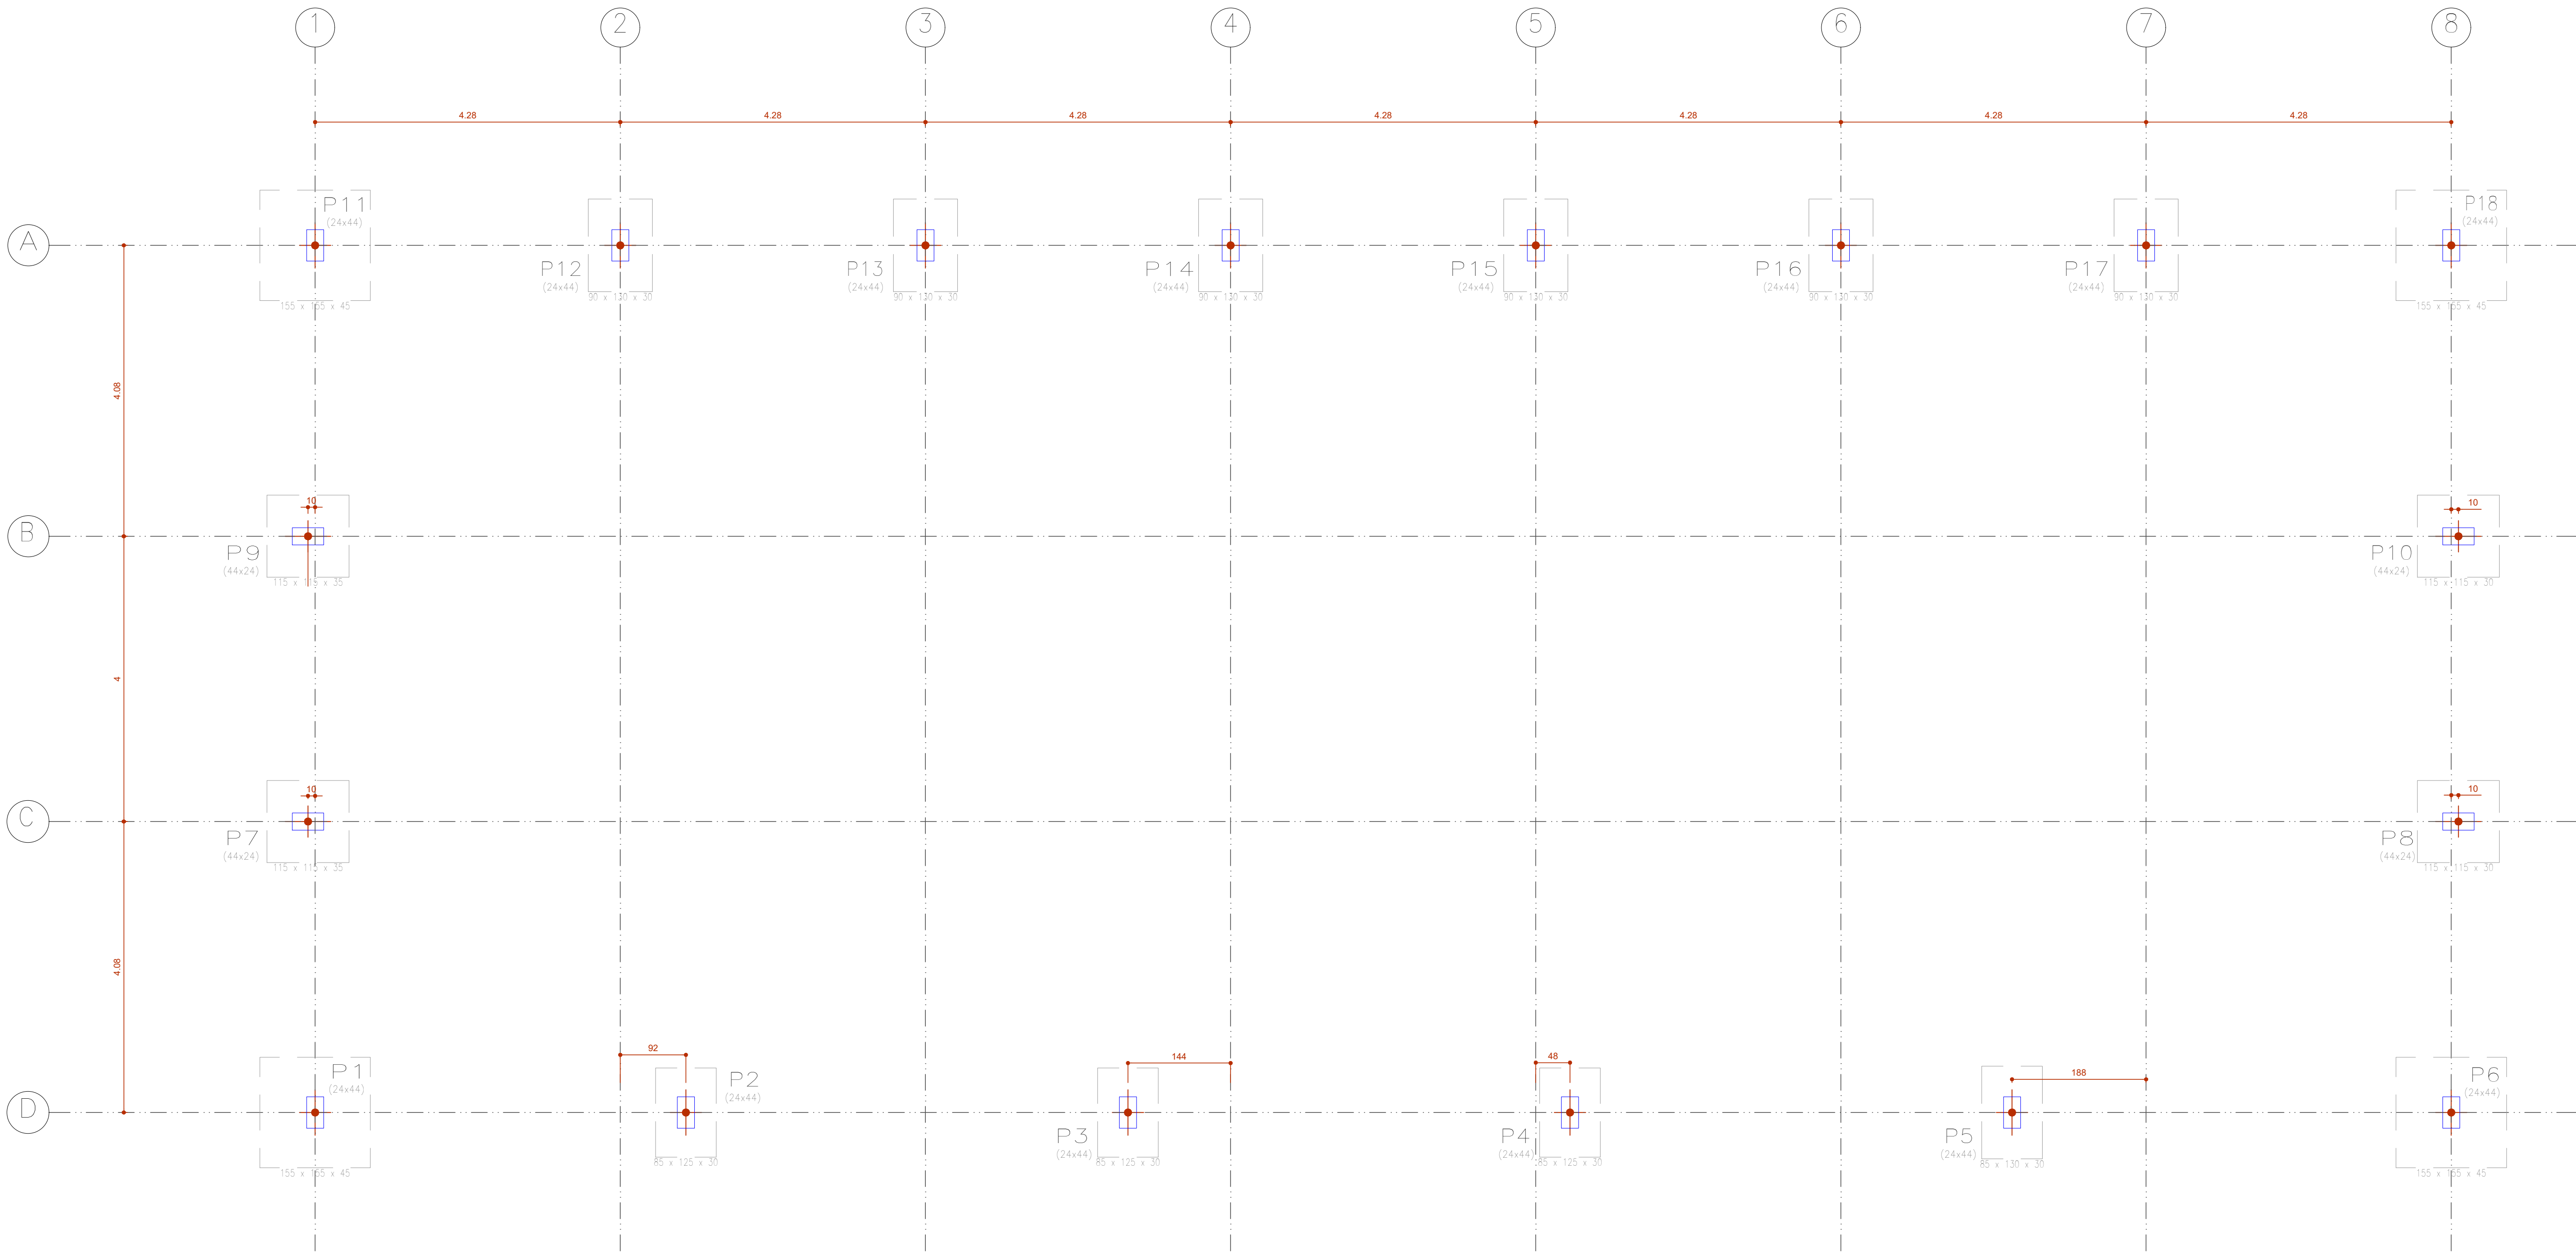 1 2 3 4 5 6 7 8
4.28 4.28 4.28 4.28 4.28 4.28 4.28
A
P11
(24x44)
155 x 155 x 45
P12
(24x44)
90 x 130 x 30
P13
(24x44)
90 x 130 x 30
P14
(24x44)
90 x 130 x 30
P15
(24x44)
90 x 130 x 30
P16
(24x44)
90 x 130 x 30
P17
(24x44)
90 x 130 x 30
P18
(24x44)
155 x 155 x 45
4.08
B
10
P9
(44x24)
115 x 115 x 35
10
P10
(44x24)
115 x 115 x 30
4
C
10
P7
(44x24)
115 x 115 x 35
10
P8
(44x24)
115 x 115 x 30
4.08
D
P1
(24x44)
155 x 155 x 45
92
P2
(24x44)
85 x 125 x 30
144
P3
(24x44)
85 x 125 x 30
48
P4
(24x44)
85 x 125 x 30
188
P5
(24x44)
85 x 130 x 30
P6
(24x44)
155 x 155 x 45